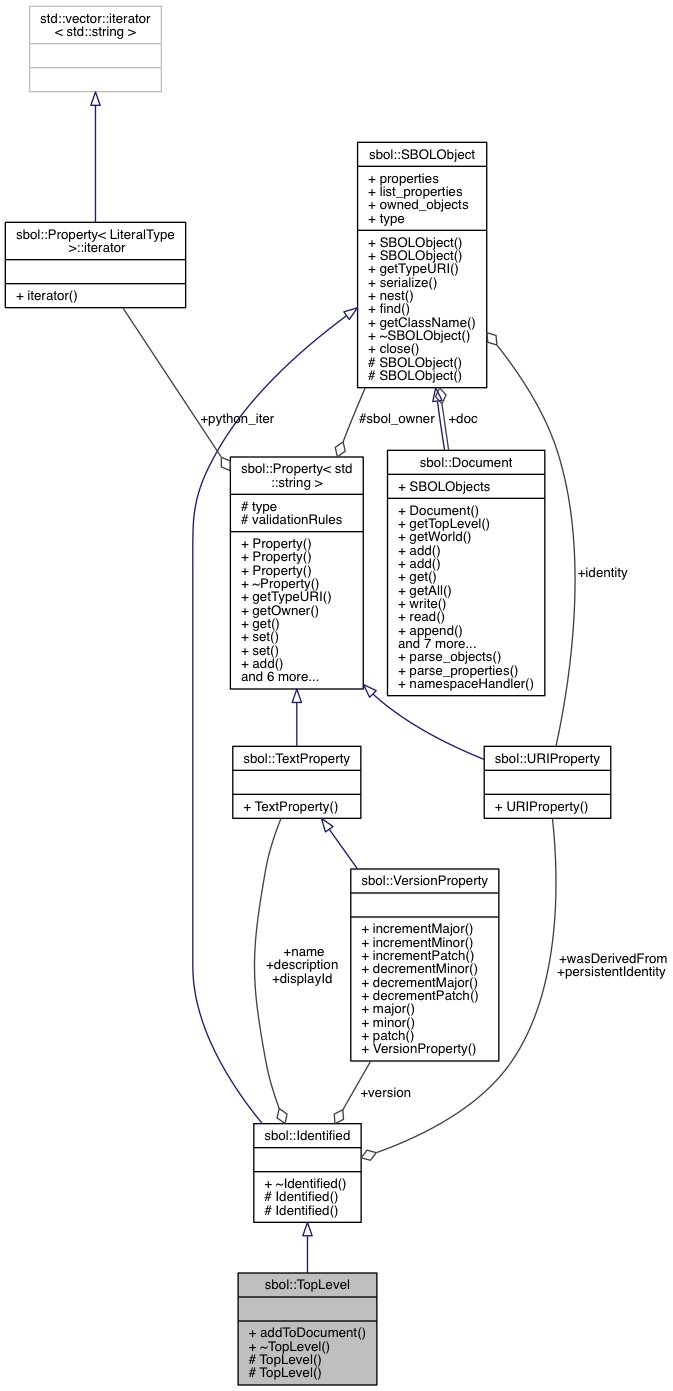 std::vector::iterator
< std::string >
sbol::SBOLObject
+ properties
+ list_properties
+ owned_objects
+ type
+ SBOLObject()
+ SBOLObject()
+ getTypeURI()
+ serialize()
+ nest()
+ find()
+ getClassName()
+ ~SBOLObject()
+ close()
# SBOLObject()
# SBOLObject()
sbol::Property< LiteralType
>::iterator
+ iterator()
+python_iter
#sbol_owner
+doc
+identity
sbol::Property< std
::string >
# type
# validationRules
+ Property()
+ Property()
+ Property()
+ ~Property()
+ getTypeURI()
+ getOwner()
+ get()
+ set()
+ set()
+ add()
and 6 more...
sbol::Document
+ SBOLObjects
+ Document()
+ getTopLevel()
+ getWorld()
+ add()
+ add()
+ get()
+ getAll()
+ write()
+ read()
+ append()
and 7 more...
+ parse_objects()
+ parse_properties()
+ namespaceHandler()
sbol::TextProperty
+ TextProperty()
sbol::URIProperty
+ URIProperty()
sbol::VersionProperty
+ incrementMajor()
+ incrementMinor()
+ incrementPatch()
+ decrementMinor()
+ decrementMajor()
+ decrementPatch()
+ major()
+ minor()
+ patch()
+ VersionProperty()
+name
+description
+displayId
+wasDerivedFrom
+persistentIdentity
+version
sbol::Identified
+ ~Identified()
# Identified()
# Identified()
sbol::TopLevel
+ addToDocument()
+ ~TopLevel()
# TopLevel()
# TopLevel()